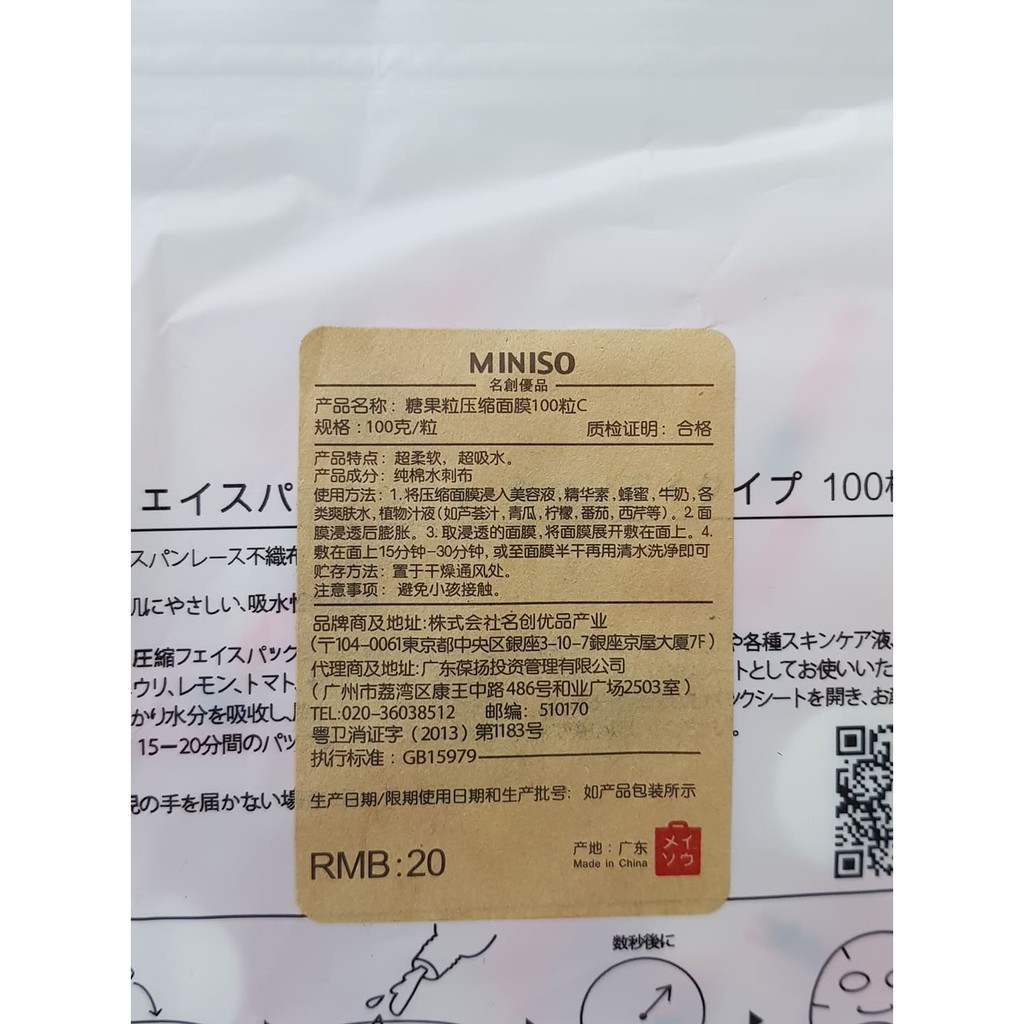 MINISO
名創優品
产品名称：糖果粒压缩面膜100粒C
规格：100克/粒 质检证明：合格
产品特点：超柔软，超吸水。
产品成分：纯棉水刺布
使用方法：1.将压缩面膜浸入美容液，精华素，蜂蜜，牛奶，各
类爽肤水，植物汁液（如芦荟汁，青瓜，柠檬，番茄，西芹等）。2.面
膜浸透后膨胀。3.取浸透的面膜，将面膜展开敷在面上。4.
敷在面上15分钟-30分钟，或至面膜半干再用清水洗净即可
贮存方法：置于干燥通风处。
注意事项：避免小孩接触。
品牌商及地址:株式会社名创优品产业
(〒104-0061東京都中央区銀座3-10-7銀座京屋大厦7F)
代理商及地址:广东葆扬投资管理有限公司
(广州市荔湾区康王中路486号和业广场2503室)
TEL:020-36038512 邮编：510170
粤卫消证字（2013）第1183号
执行标准：GB15979
生产日期/限期使用日期和生产批号：如产品包装所示
RMB:20
产地：广东
Made in China
メイ
ソウ
ェイスパ
イプ 100
スパンレース不織布
にやさしい、吸水性
圧縮フェイスパック
や各種スキンケア液、
ウリ、レモン、トマト、
トとしてお使いいた
かり水分を吸収し、
ックシートを開き、お
15ー20分間のパッ
の手を届かない場
数秒後に